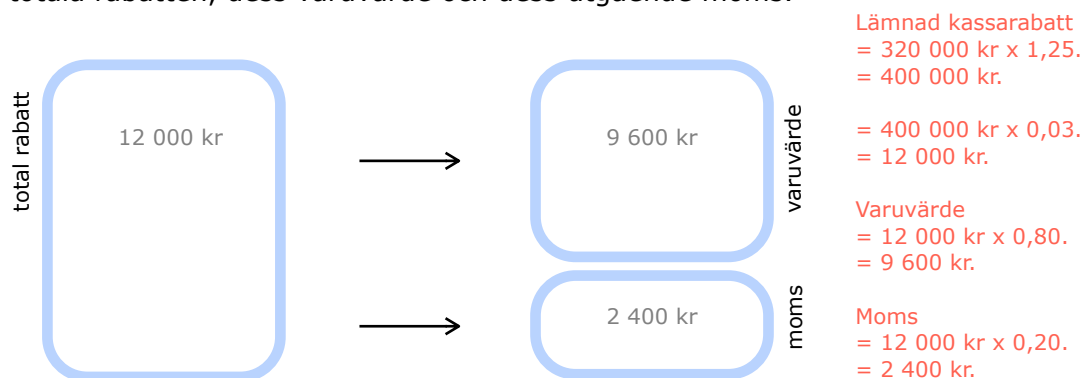 totala rabatten, dess varuvärde och dess utgående moms.
total rabatt
12 000 kr
9 600 kr
varuvärde
2 400 kr
moms
Lämnad kassarabatt
= 320 000 kr x 1,25.
= 400 000 kr.
= 400 000 kr x 0,03.
= 12 000 kr.
Varuvärde
= 12 000 kr x 0,80.
= 9 600 kr.
Moms
= 12 000 kr x 0,20.
= 2 400 kr.